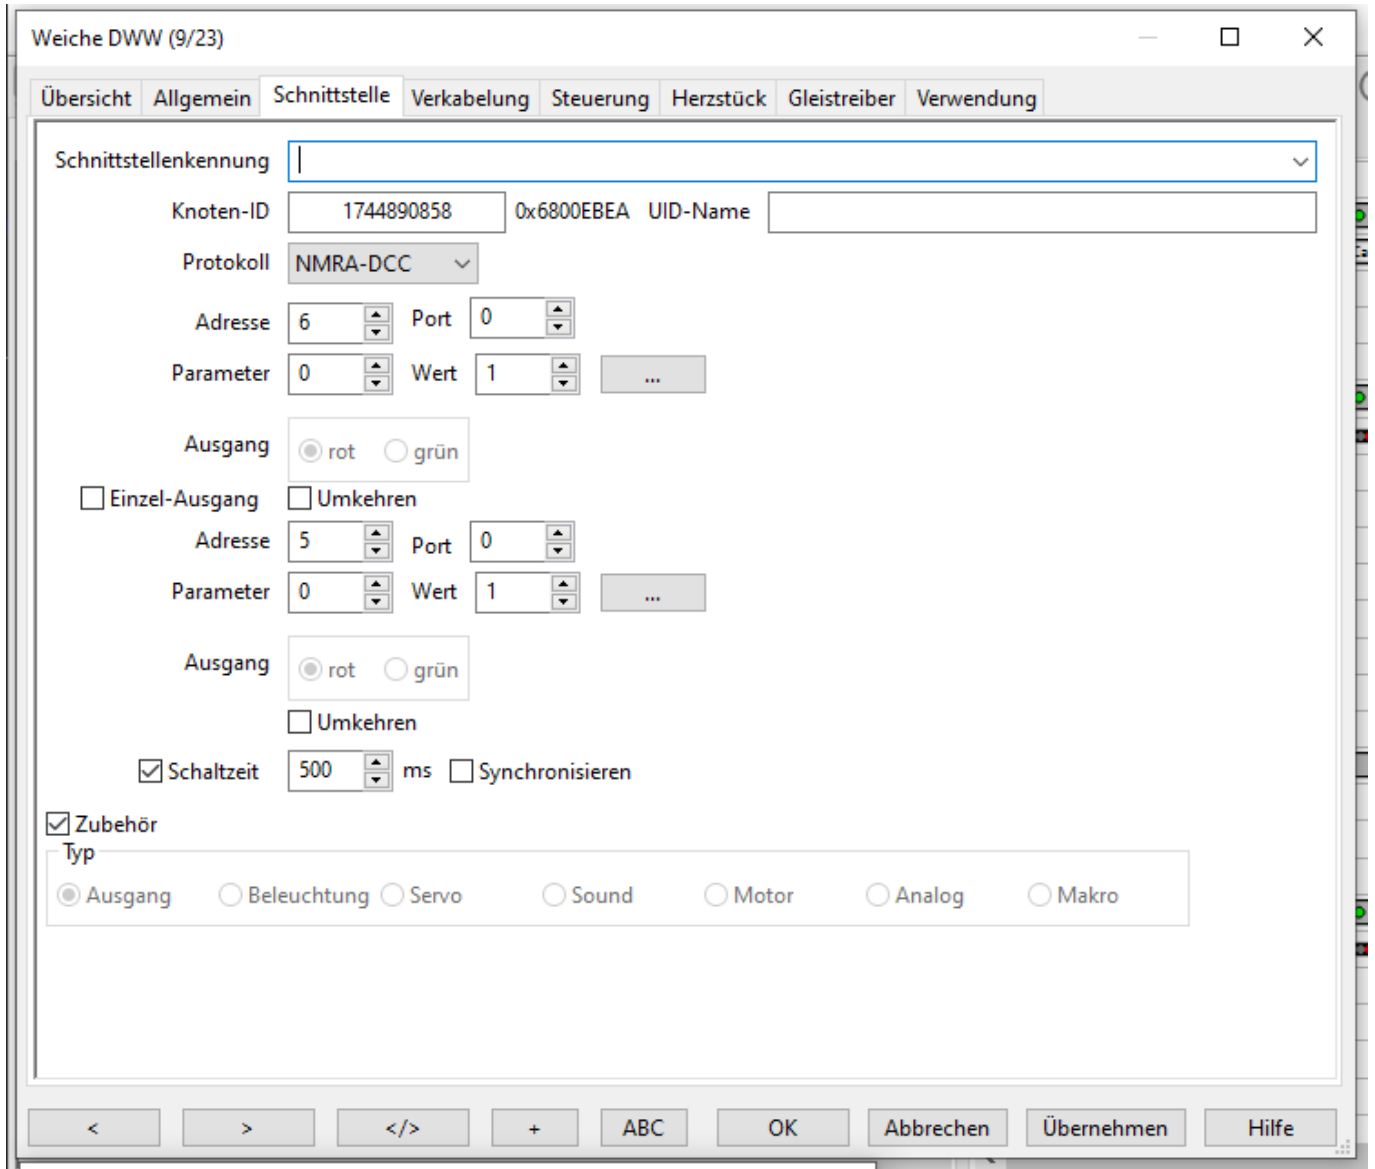 Weiche DWW (9/23)
Übersicht Allgemein Schnittstelle Verkabelung Steuerung Herzstück Gleistreiber Verwendung
Schnittstellenkennung
Knoten-ID 1744890858 0x6800EBEA UID-Name
Protokoll NMRA-DCC
Adresse 6 Port 0
Parameter 0 Wert 1 ...
Ausgang rot grün
Einzel-Ausgang Umkehren
Adresse 5 Port 0
Parameter 0 Wert 1 ...
Ausgang rot grün
Umkehren
Schaltzeit 500 ms Synchronisieren
Zubehör
Typ
Ausgang Beleuchtung Servo Sound Motor Analog Makro
< > </> + ABC OK Abbrechen Übernehmen Hilfe